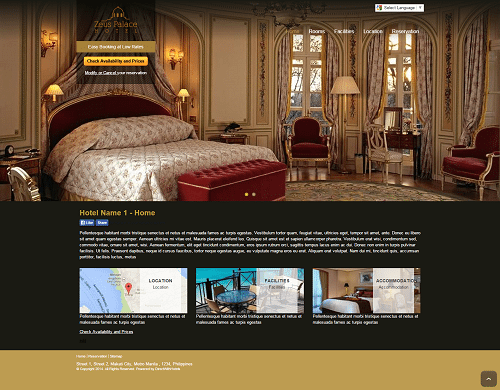 Select Language
Zeus Palace
HOTEL
Home Rooms Facilities Location Reservation
Easy Booking at Low Rates
Check Availability and Prices
Modify or Cancel your reservation
Hotel Name 1 - Home
Like Share
Pellentesque habitant morbi tristique senectus et netus et malesuada fames ac turpis egestas. Vestibulum tortor quam, feugiat vitae, ultricies eget, tempor sit amet, ante. Donec eu libero
sit amet quam egestas semper. Aenean ultricies mi vitae est. Mauris placerat eleifend leo. Quisque sit amet est et sapien ullamcorper pharetra. Vestibulum erat wisi, condimentum sed,
commodo vitae, ornare sit amet, wisi. Aenean fermentum, elit eget tincidunt condimentum, eros ipsum rutrum orci, sagittis tempus lacus enim ac dui. Donec non enim in turpis pulvinar
facilisis. Ut felis. Praesent dapibus, neque id cursus faucibus, tortor neque egestas augue, eu vulputate magna eros eu erat. Aliquam erat volutpat. Nam dui mi, tincidunt quis, accumsan
porttitor, facilisis luctus, metus
LOCATION
Location
FACILITIES
Facilities
ACCOMMODATION
Accommodation
Pellentesque habitant morbi tristique senectus et netus et
malesuada fames ac turpis egestas
Pellentesque habitant morbi tristique senectus et netus et
malesuada fames ac turpis egestas
Pellentesque habitant morbi tristique senectus et netus et
malesuada fames ac turpis egestas
Check Availability and Prices
Home | Reservation | Sitemap
Street 1, Street 2, Makati City, Metro Manila , 1231, Philippines
© Copyright 2014. All Rights Reserved. Powered by DirectWithHotels